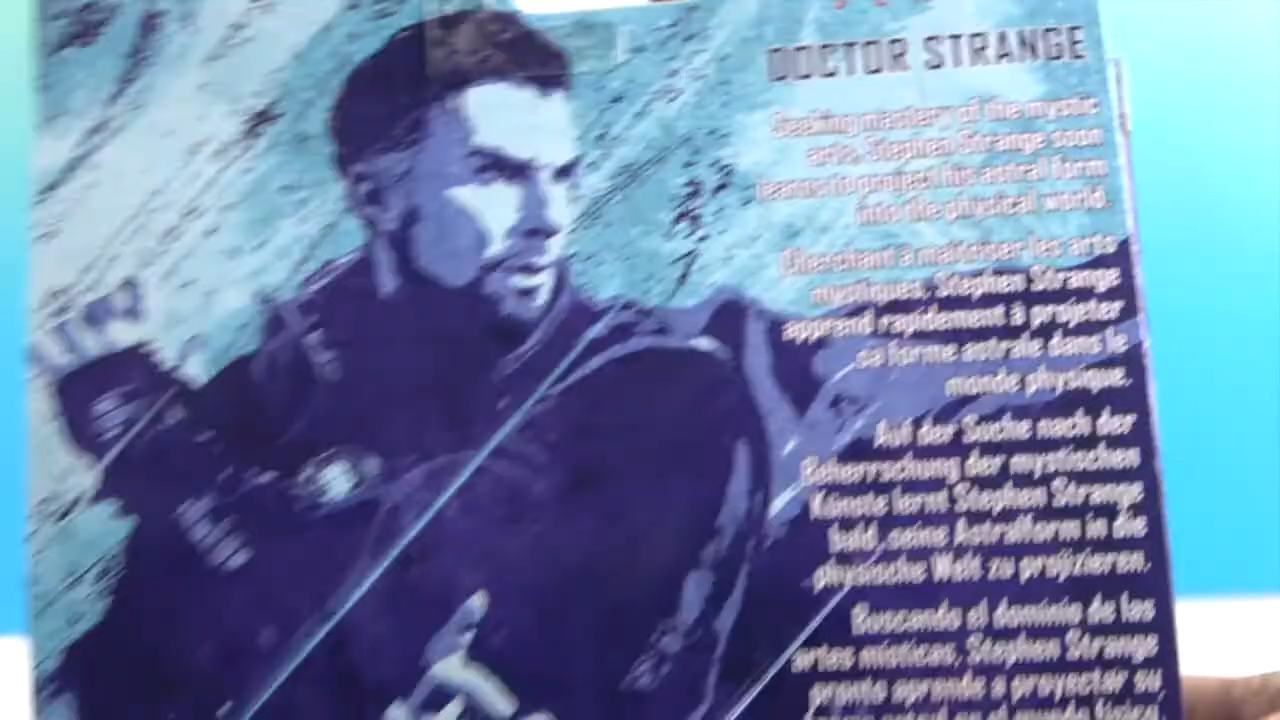 DOCTOR STRANGE
Seeking mastery of the mystic
arts, Stephen Strange soon
learns to project his astral form
into the physical world.
Cherchant à maîtriser les arts
mystiques, Stephen Strange
apprend rapidement à projeter
sa forme astrale dans le
monde physique.
Auf der Suche nach der
Beherrschung der mystischen
Künste lernt Stephen Strange
bald, seine Astralform in die
physische Welt zu projizieren.
Buscando el dominio de las
artes místicas, Stephen Strange
pronto aprende a proyectar su